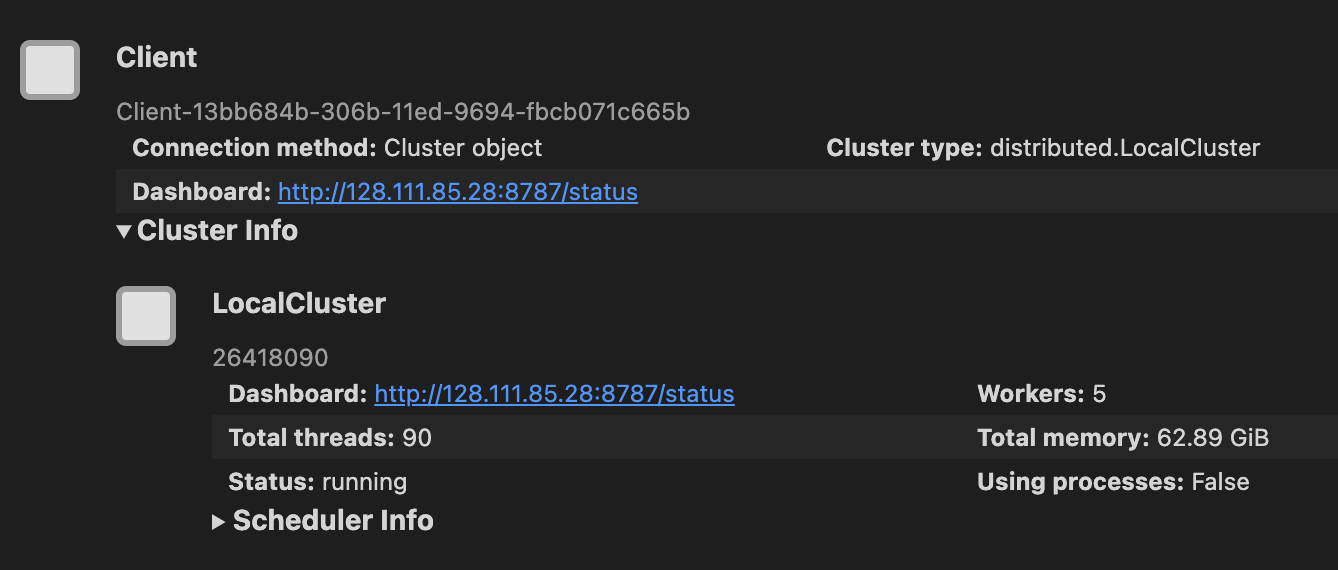 Client
Client-13bb684b-306b-11ed-9694-fbcb071c665b
Connection method: Cluster object Cluster type: distributed.LocalCluster
Dashboard: http://128.111.85.28:8787/status
Cluster Info
LocalCluster
26418090
Dashboard: http://128.111.85.28:8787/status Workers: 5
Total threads: 90 Total memory: 62.89 GiB
Status: running Using processes: False
Scheduler Info